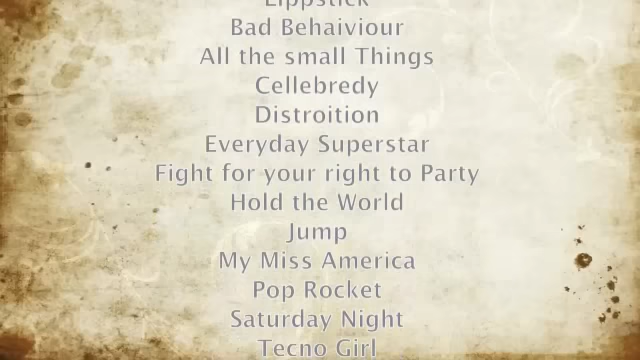 Lippstick
Bad Behaiviour
All the small Things
Cellebredy
Distroition
Everyday Superstar
Fight for your right to Party
Hold the World
Jump
My Miss America
Pop Rocket
Saturday Night
Tecno Girl